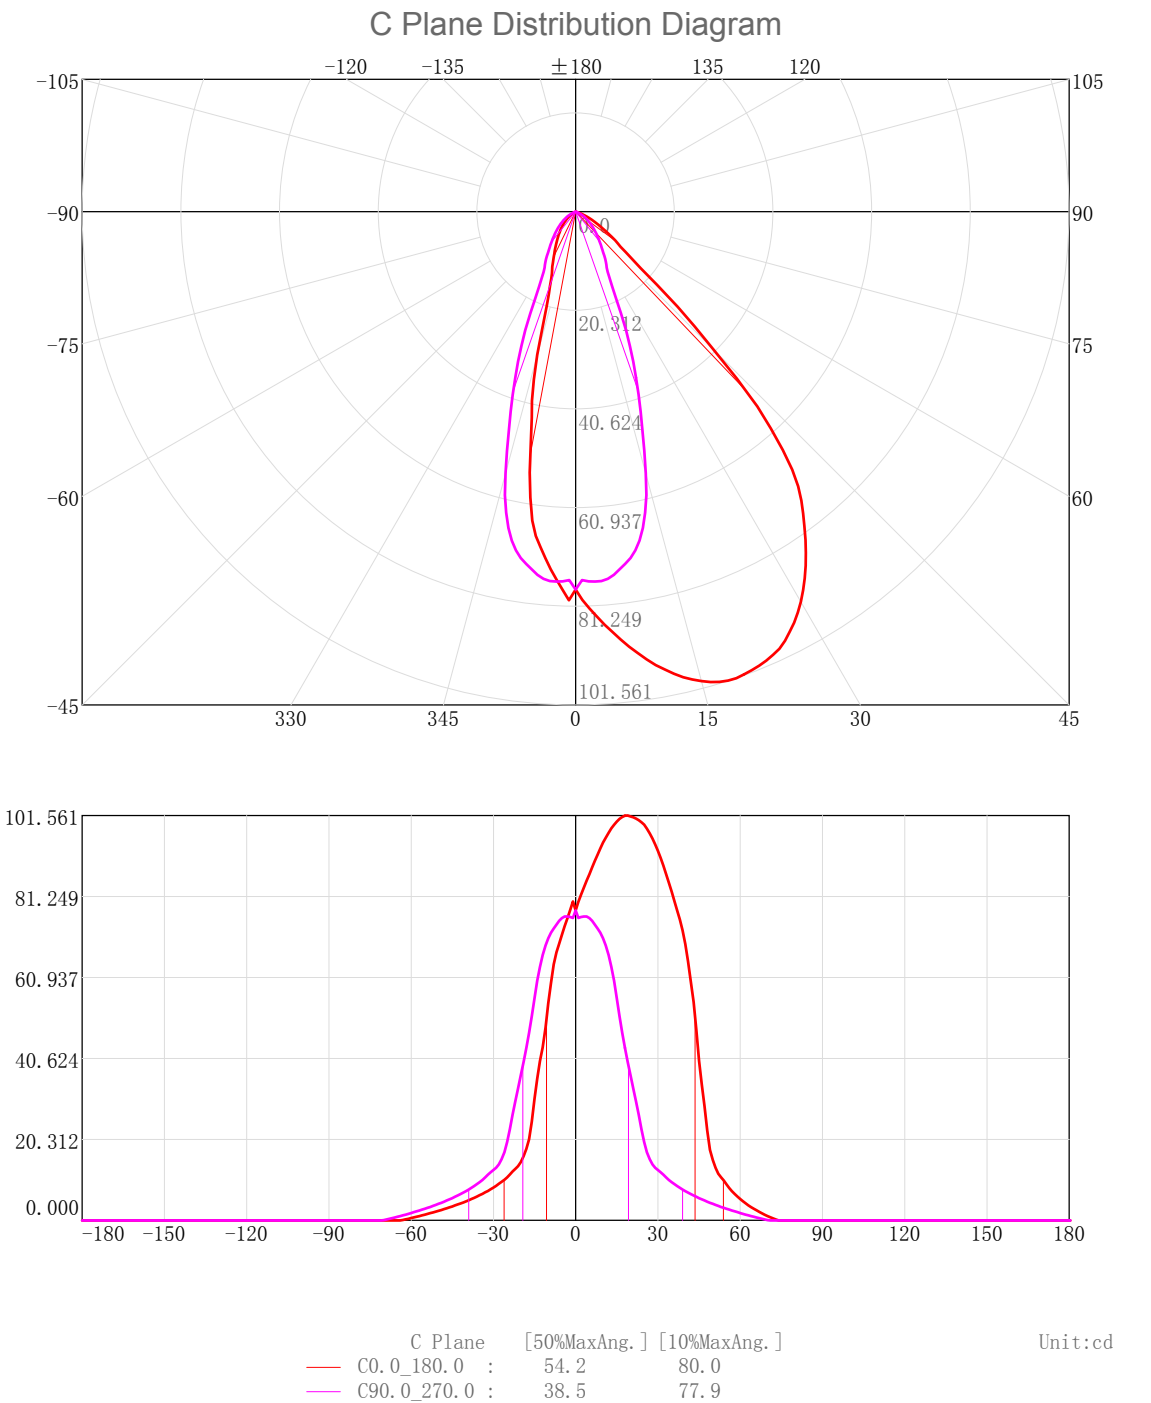 C Plane Distribution Diagram
-120 -135 ±180 135 120
-105 105
-90 90
0.0
20.312
-75 75
40.624
-60 60
60.937
81.249
101.561
-45
330 345 0 15 30 45
101.561
81.249
60.937
40.624
20.312
0.000
-180 -150 -120 -90 -60 -30 0 30 60 90 120 150 180
C Plane [50%MaxAng.] [10%MaxAng.] Unit:cd
C0.0_180.0 : 54.2 80.0
C90.0_270.0 : 38.5 77.9